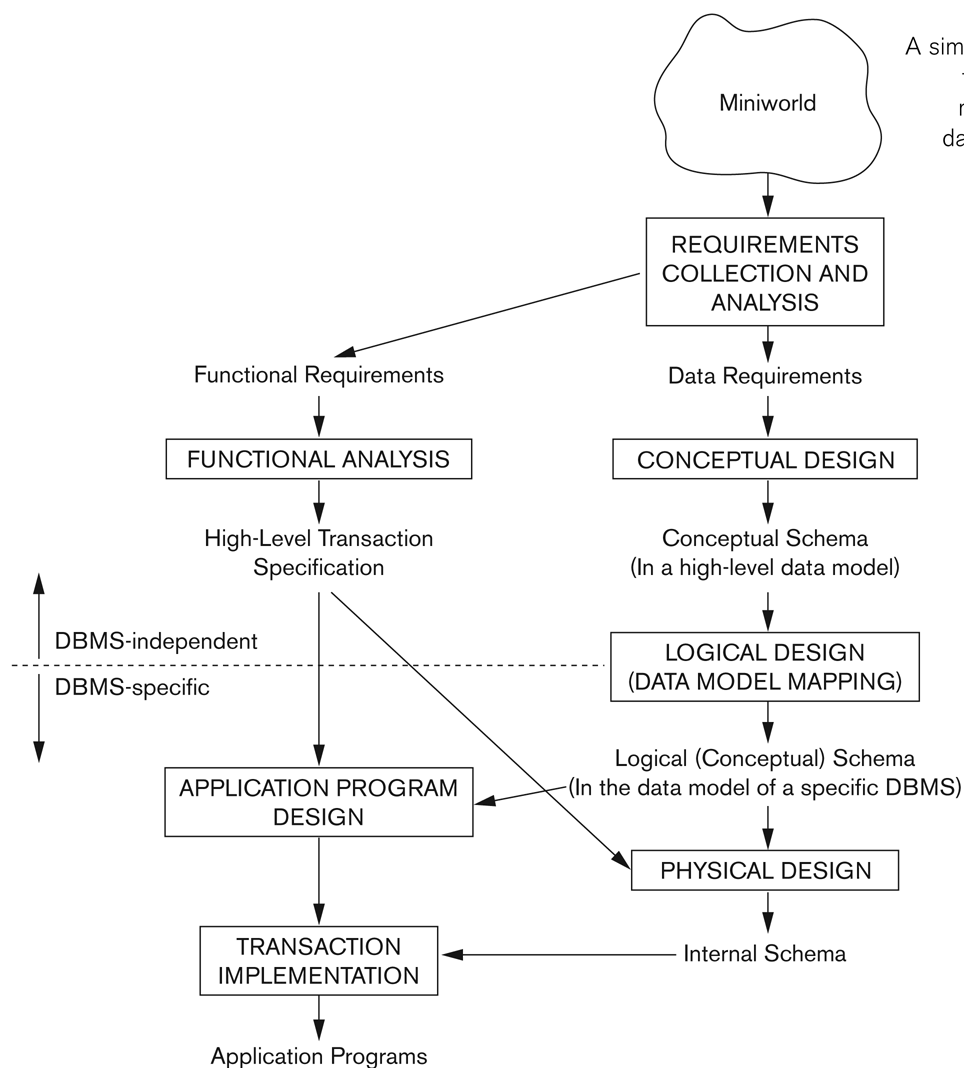 A sim
Miniworld
da
REQUIREMENTS
COLLECTION AND
ANALYSIS
Functional Requirements
Data Requirements
FUNCTIONAL ANALYSIS
CONCEPTUAL DESIGN
High-Level Transaction
Specification
Conceptual Schema
(In a high-level data model)
DBMS-independent
DBMS-specific
LOGICAL DESIGN
(DATA MODEL MAPPING)
Logical (Conceptual) Schema
(In the data model of a specific DBMS)
APPLICATION PROGRAM
DESIGN
PHYSICAL DESIGN
TRANSACTION
IMPLEMENTATION
Internal Schema
Application Programs